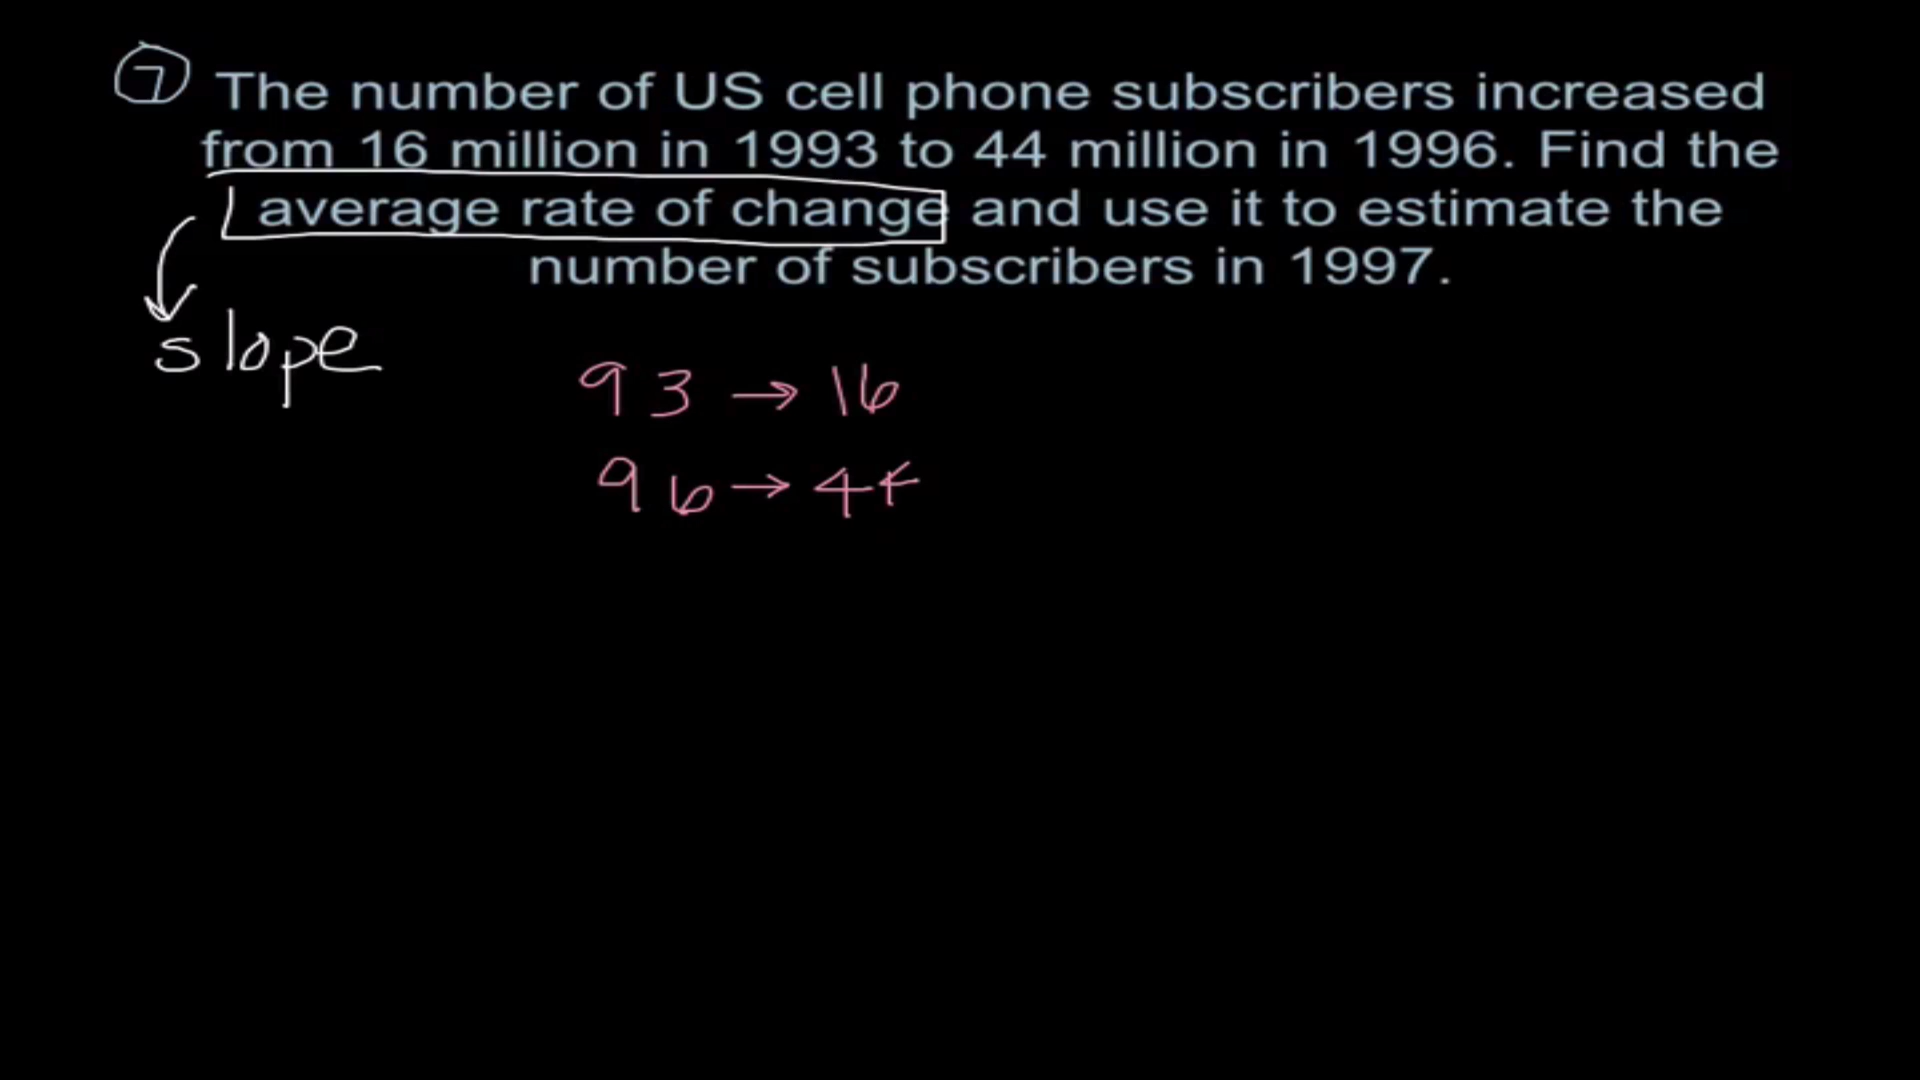 7 The number of US cell phone subscribers increased
from 16 million in 1993 to 44 million in 1996. Find the
average rate of change and use it to estimate the
number of subscribers in 1997.
slope
93 → 16
96 → 44